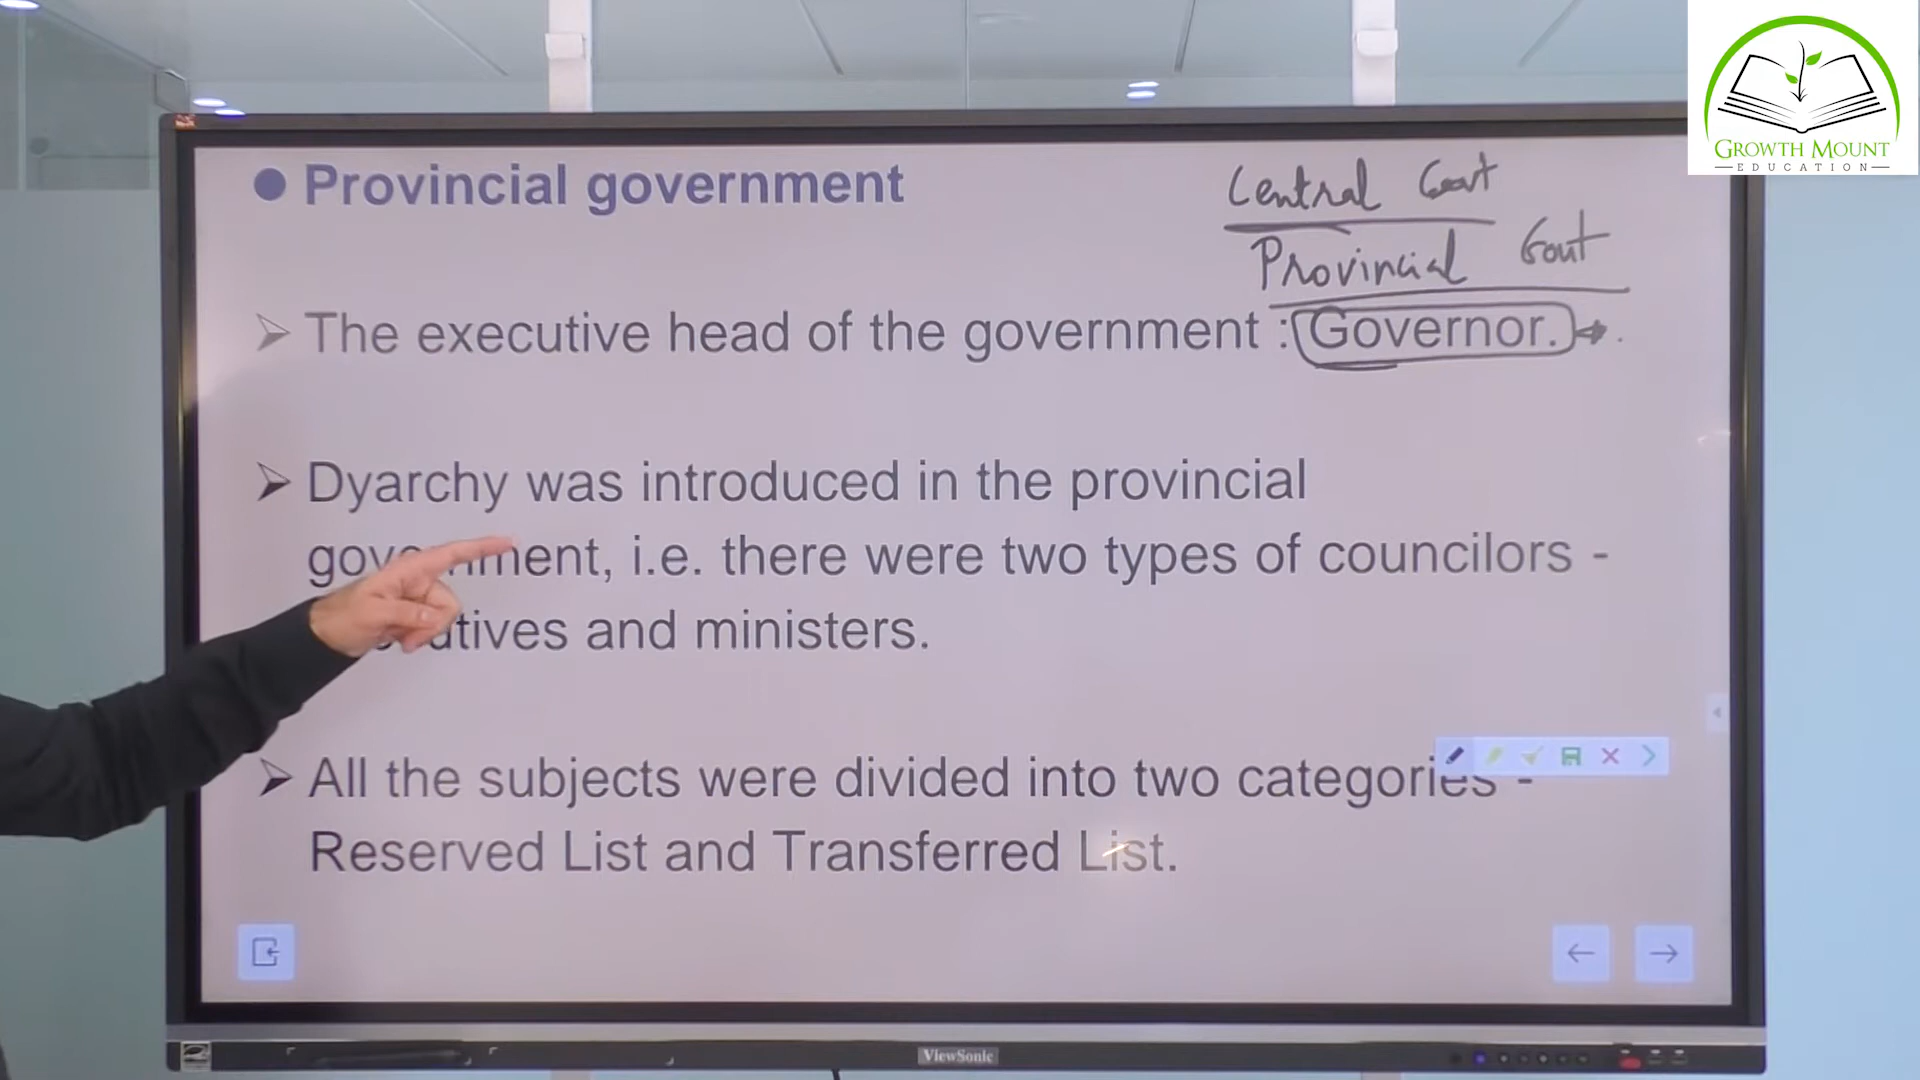 GROWTH MOUNT
EDUCATION
Provincial government
Central Govt
Provincial Govt
The executive head of the government : Governor.
Dyarchy was introduced in the provincial
i.e. there were two types of councilors -
and ministers.
All the subjects were divided into two categories -
Reserved List and Transferred List.
ViewSonic